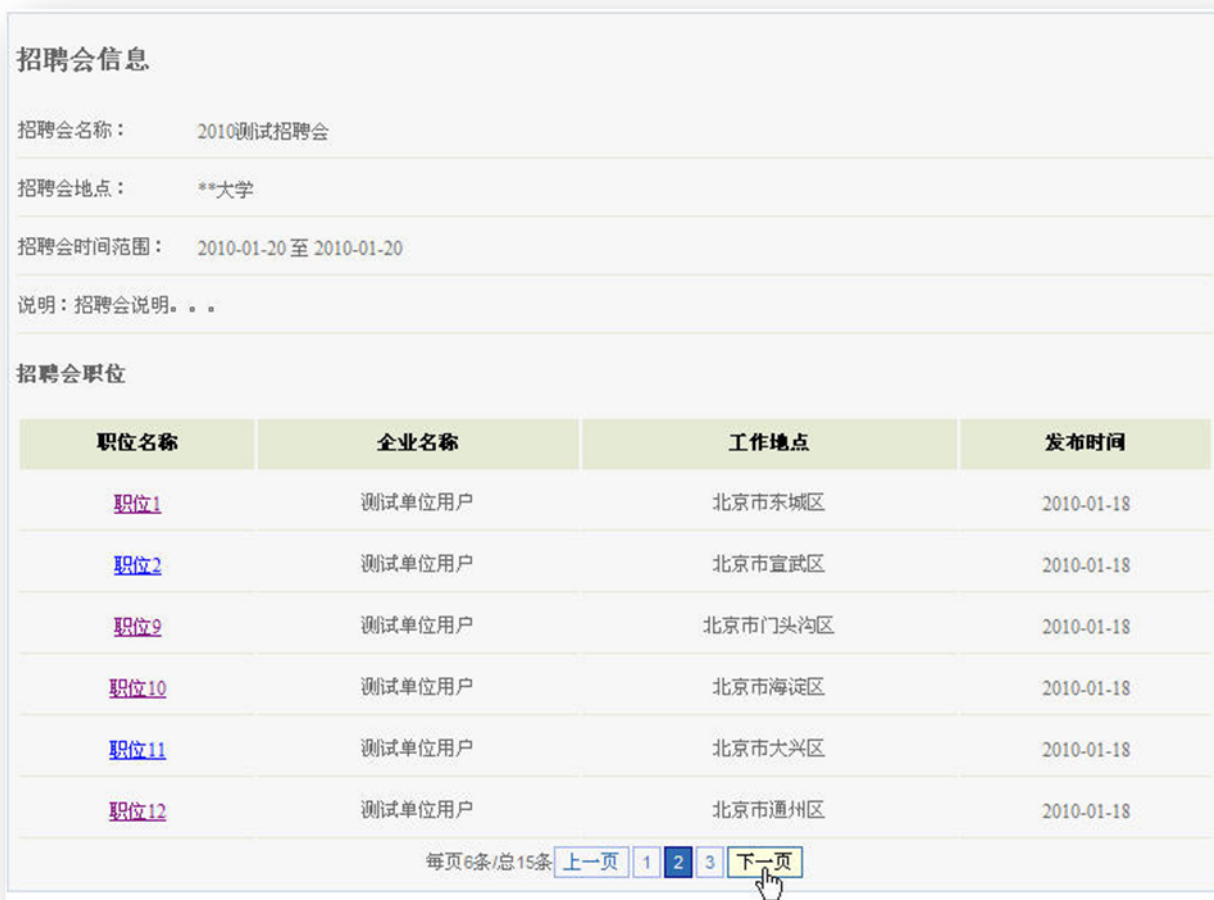 招聘会信息
招聘会名称： 2010测试招聘会
招聘会地点： **大学
招聘会时间范围： 2010-01-20 至 2010-01-20
说明：招聘会说明。。。
招聘会职位
职位名称 企业名称 工作地点 发布时间
职位1 测试单位用户 北京市东城区 2010-01-18
职位2 测试单位用户 北京市宣武区 2010-01-18
职位9 测试单位用户 北京市门头沟区 2010-01-18
职位10 测试单位用户 北京市海淀区 2010-01-18
职位11 测试单位用户 北京市大兴区 2010-01-18
职位12 测试单位用户 北京市通州区 2010-01-18
每页6条/总15条 上一页 1 2 3 下一页